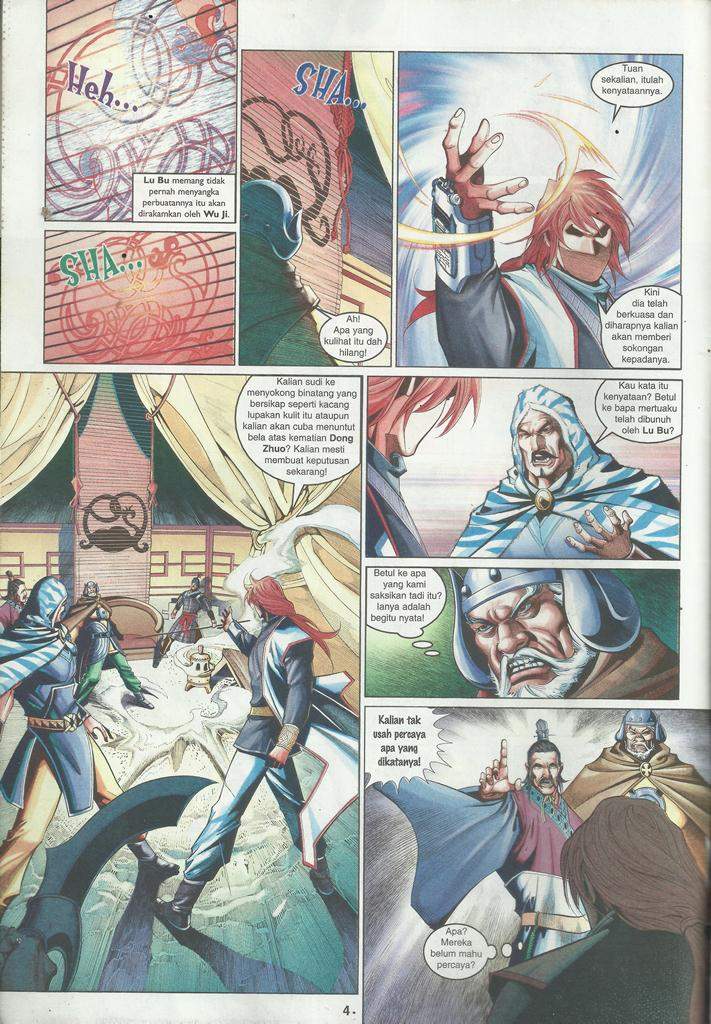 Heh...
Lu Bu memang tidak
pernah menyangka
perbuatannya itu akan
dirakamkan oleh Wu Ji.
SHA...
SHA...
Ah!
Apa yang
kulihat itu dah
hilang!
Tuan
sekalian, itulah
kenyataannya.
Kini
dia telah
berkuasa dan
diharapnya kalian
akan memberi
sokongan
kepadanya.
Kalian sudi ke
menyokong binatang yang
bersikap seperti kacang
lupakan kulit itu ataupun
kalian akan cuba menuntut
bela atas kematian Dong
Zhuo? Kalian mesti
membuat keputusan
sekarang!
Kau kata itu
kenyataan? Betul
ke bapa mertuaku
telah dibunuh
oleh Lu Bu?
Betul ke apa
yang kami
saksikan tadi itu?
Ianya adalah
begitu nyata!
Kalian tak
usah percaya
apa yang
dikatanya!
Apa?
Mereka
belum mahu
percaya?
4